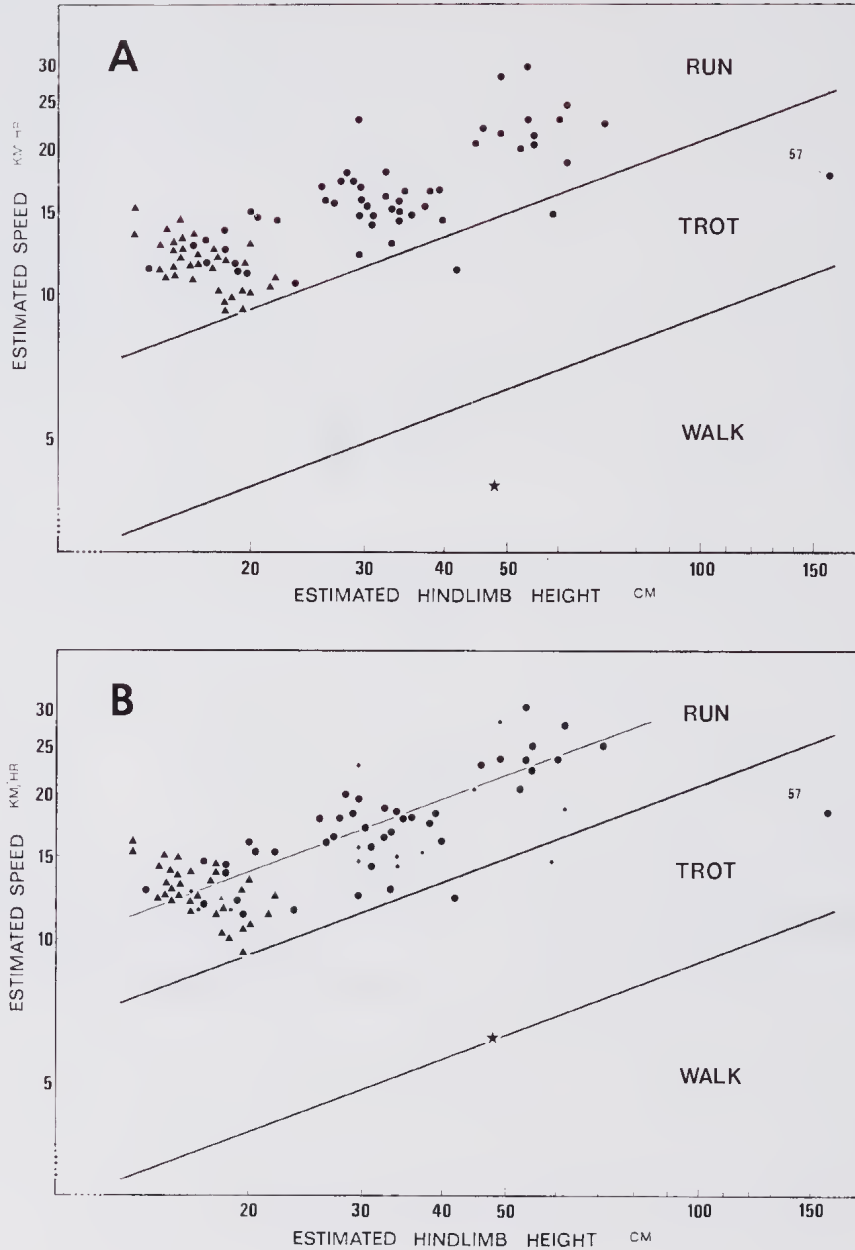 A
RUN
TROT
WALK
57
30
25
20
15
10
5
ESTIMATED SPEED KM HR
20 30 40 50 100 150
ESTIMATED HINDLIMB HEIGHT CM
B
RUN
TROT
WALK
57
30
25
20
15
10
5
ESTIMATED SPEED KM/HR
20 30 40 50 100 150
ESTIMATED HINDLIMB HEIGHT CM